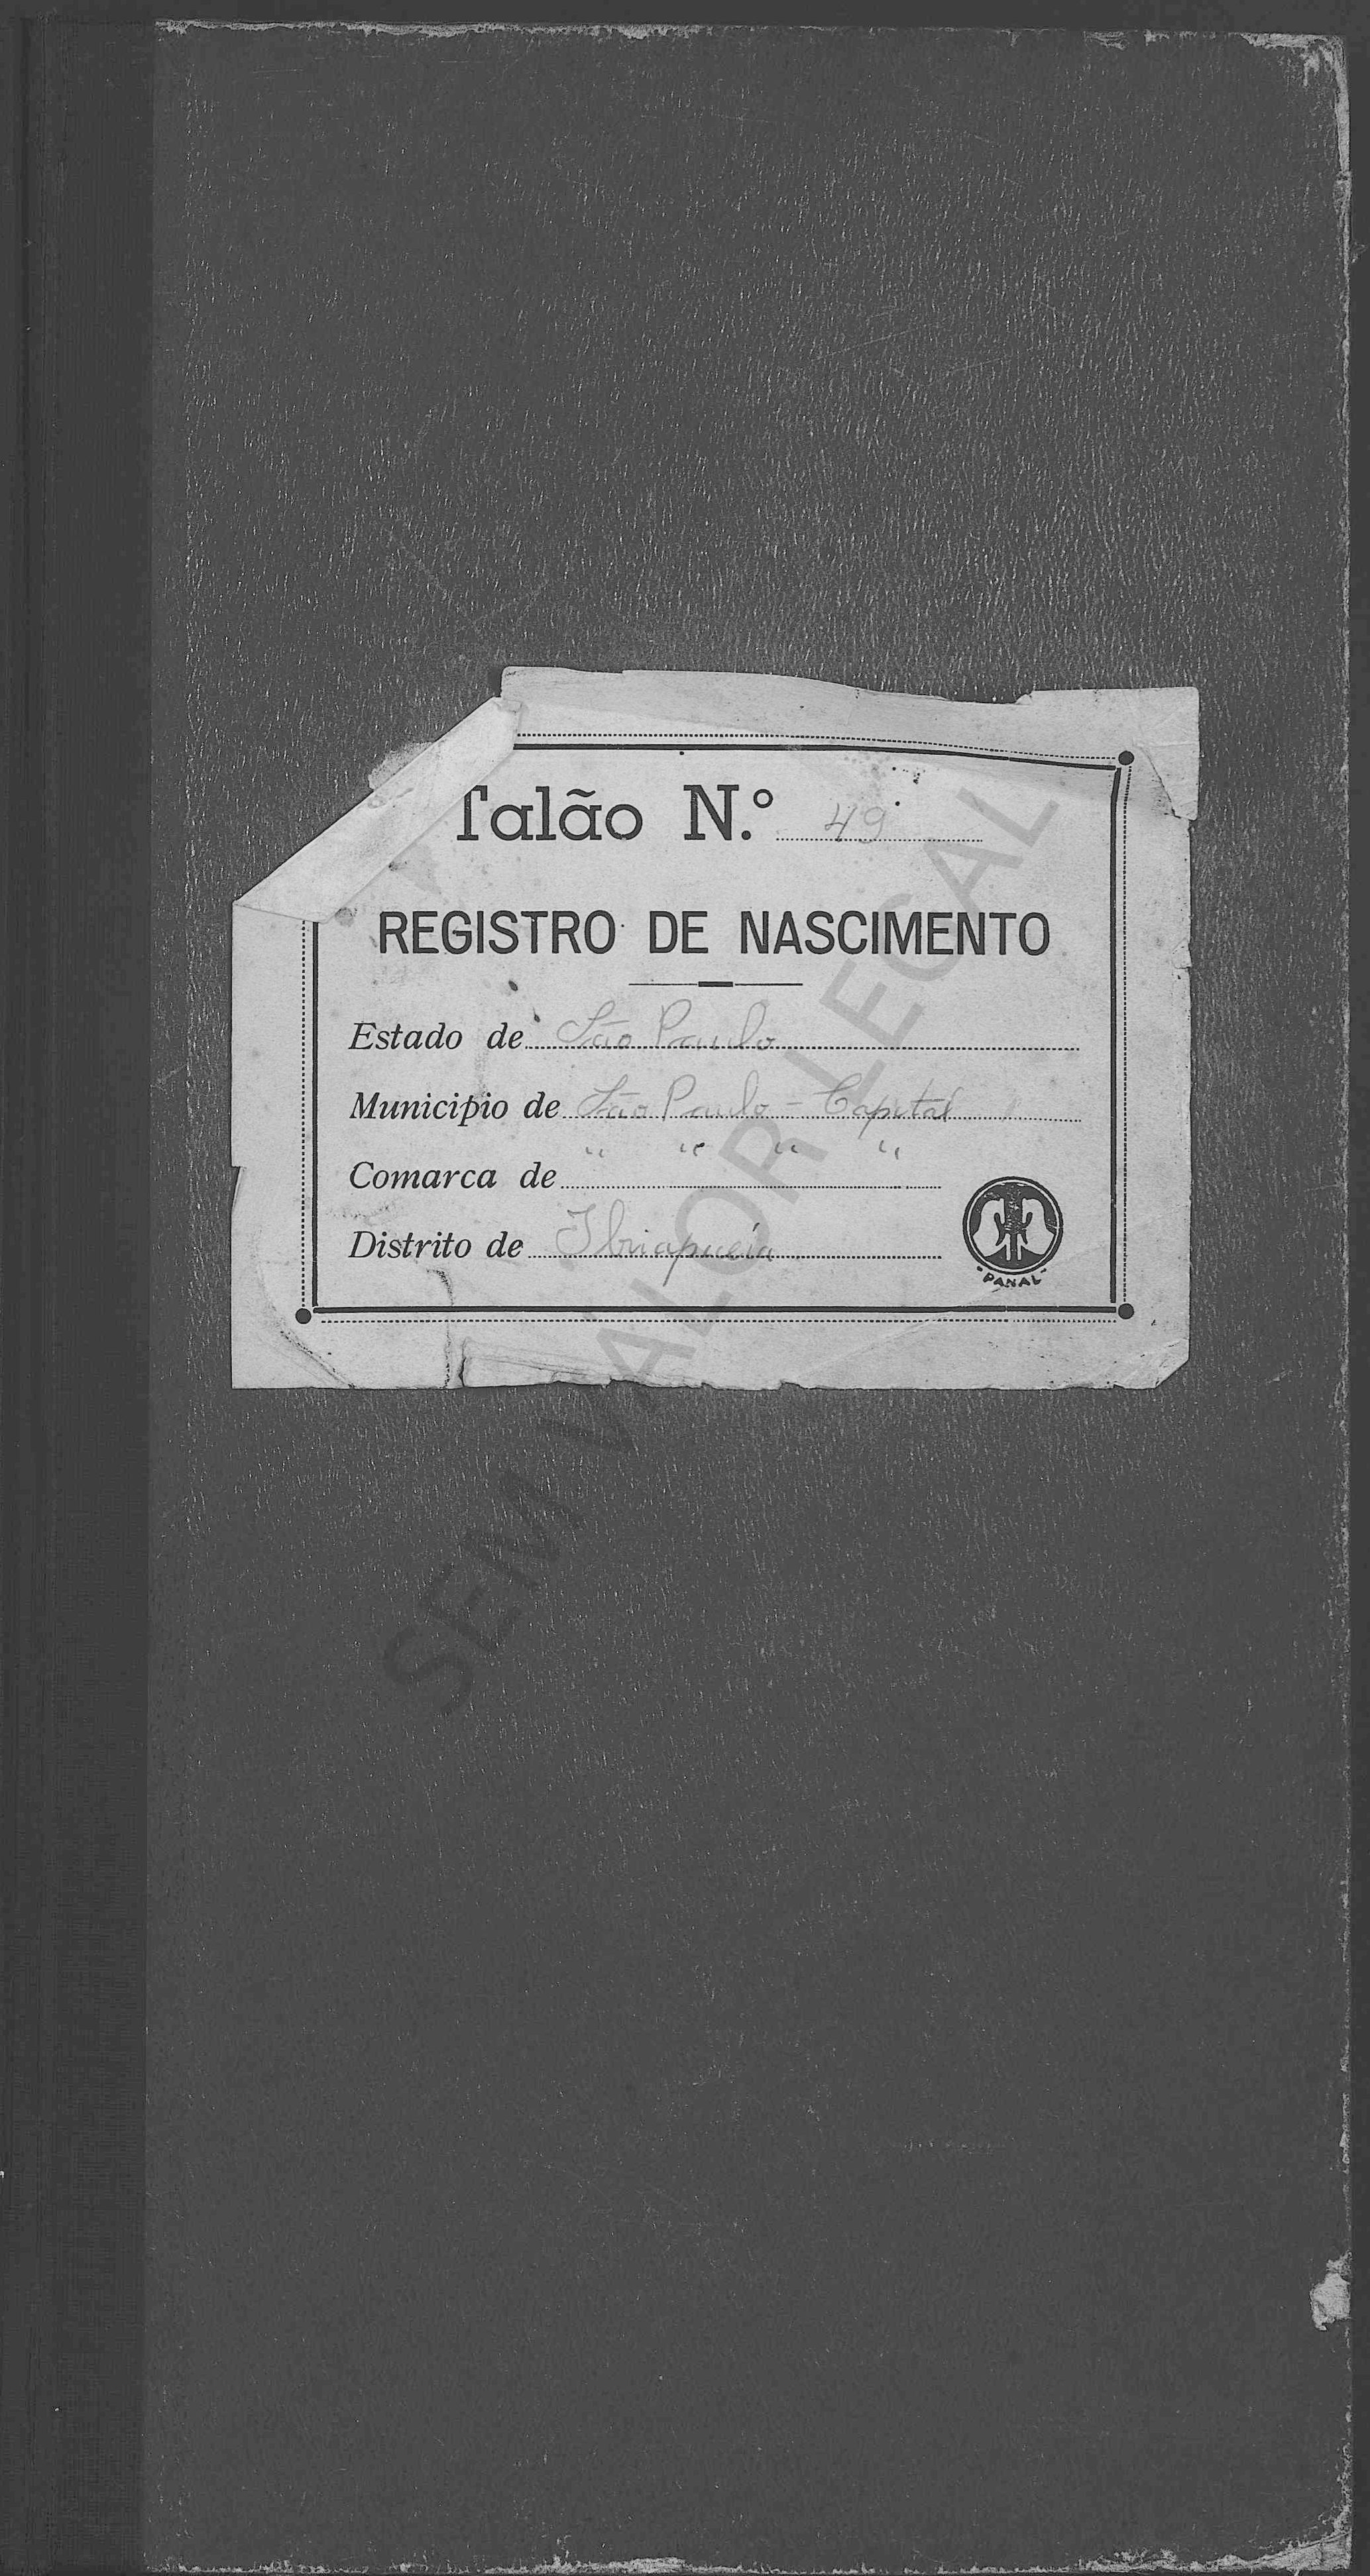 Talão N.º 49
REGISTRO DE NASCIMENTO
Estado de São Paulo
Municipio de São Paulo - Capital
" " " "
Comarca de
Distrito de Ibirapuera
PANAL
SEM VALOR LEGAL